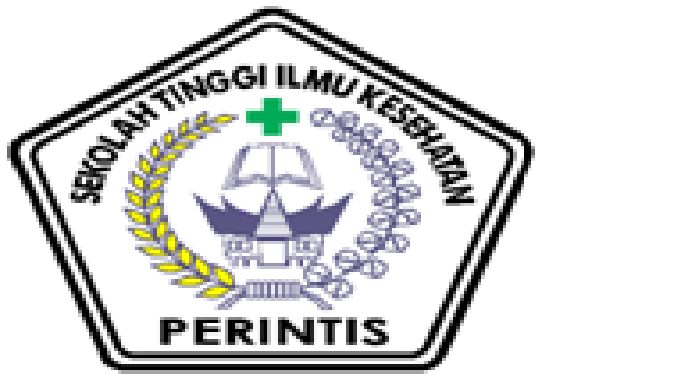 SEKOLAH TINGGI ILMU KESEHATAN
PERINTIS